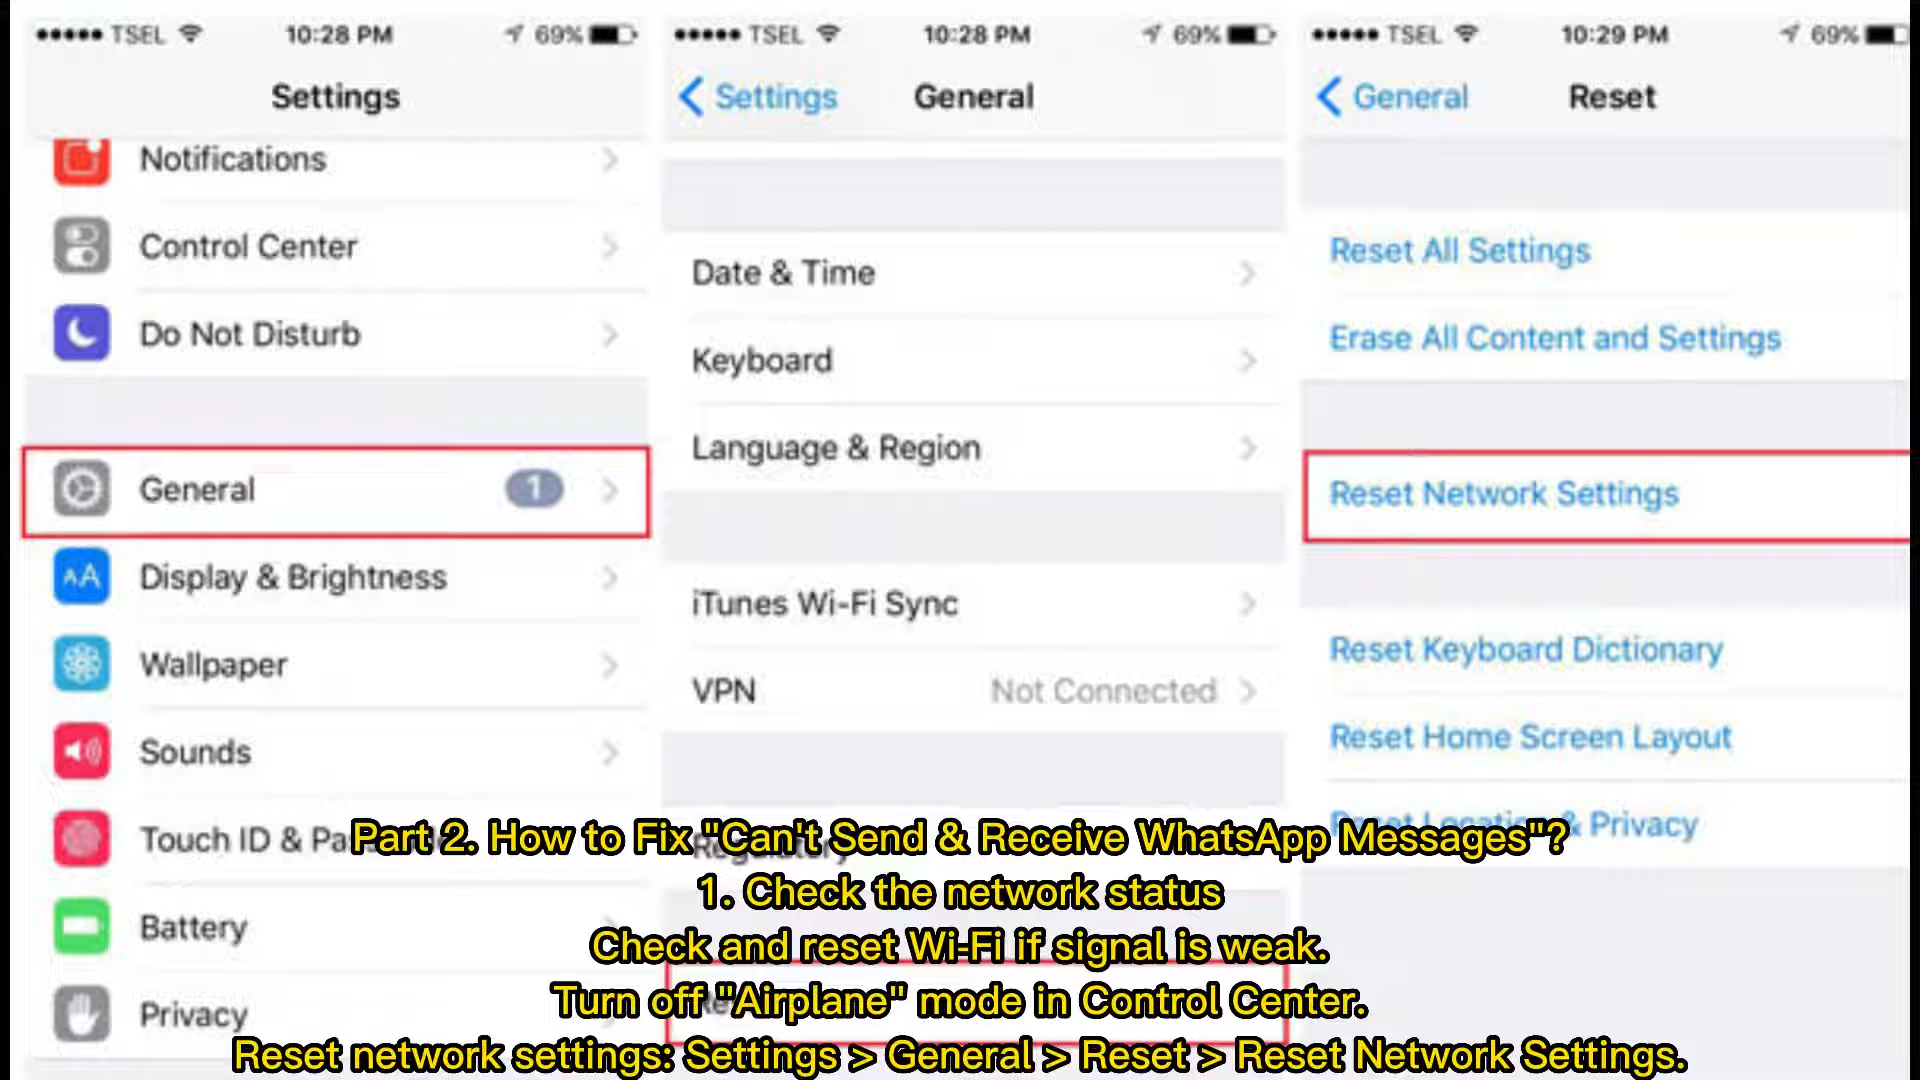 TSEL 10:28 PM 69%
Settings
Notifications
Control Center
Do Not Disturb
General 1
Display & Brightness
Wallpaper
Sounds
Touch ID &
Battery
Privacy
TSEL 10:28 PM 69%
Settings General
Date & Time
Keyboard
Language & Region
iTunes Wi-Fi Sync
VPN Not Connected
Regulatory
TSEL 10:29 PM 69%
General Reset
Reset All Settings
Erase All Content and Settings
Reset Network Settings
Reset Keyboard Dictionary
Reset Home Screen Layout
Reset Location & Privacy
Part 2. How to Fix "Can't Send & Receive WhatsApp Messages"?
1. Check the network status
Check and reset Wi-Fi if signal is weak.
Turn off "Airplane" mode in Control Center.
Reset network settings: Settings > General > Reset > Reset Network Settings.